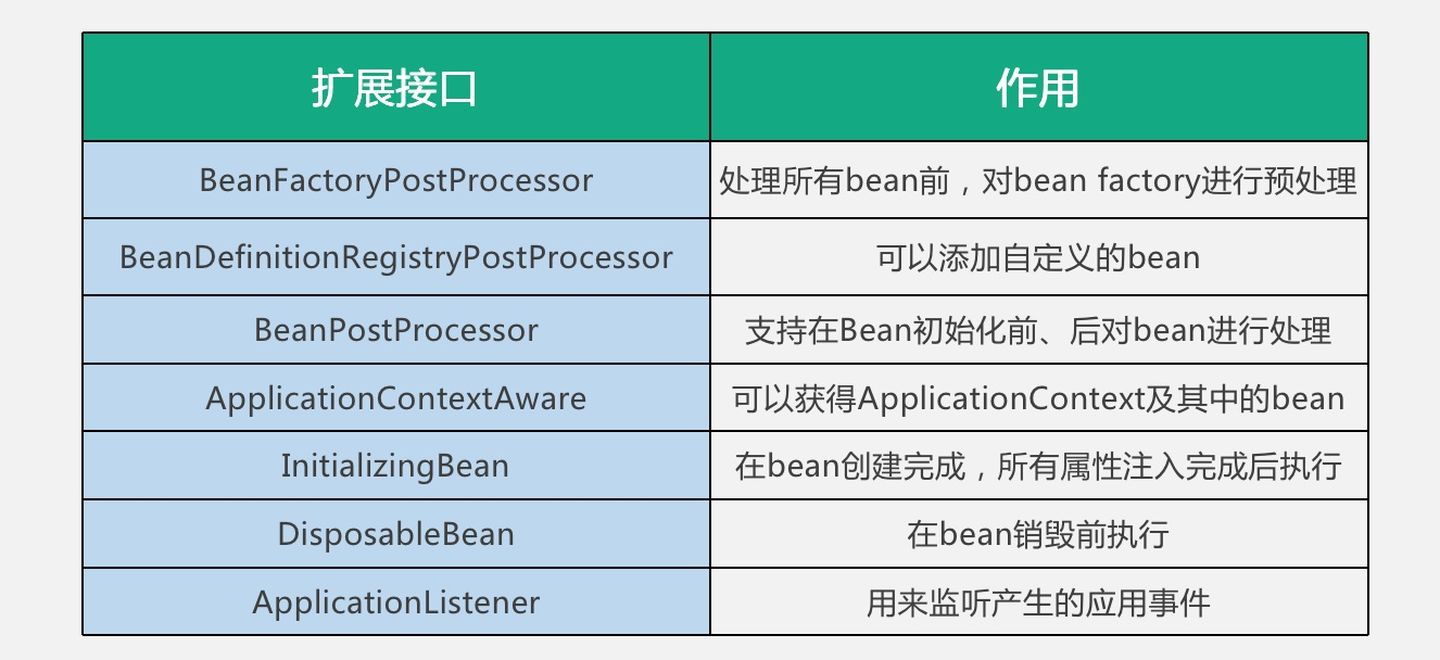 扩展接口
作用
BeanFactoryPostProcessor
处理所有bean前，对bean factory进行预处理
BeanDefinitionRegistryPostProcessor
可以添加自定义的bean
BeanPostProcessor
支持在Bean初始化前、后对bean进行处理
ApplicationContextAware
可以获得ApplicationContext及其中的bean
InitializingBean
在bean创建完成，所有属性注入完成后执行
DisposableBean
在bean销毁前执行
ApplicationListener
用来监听产生的应用事件